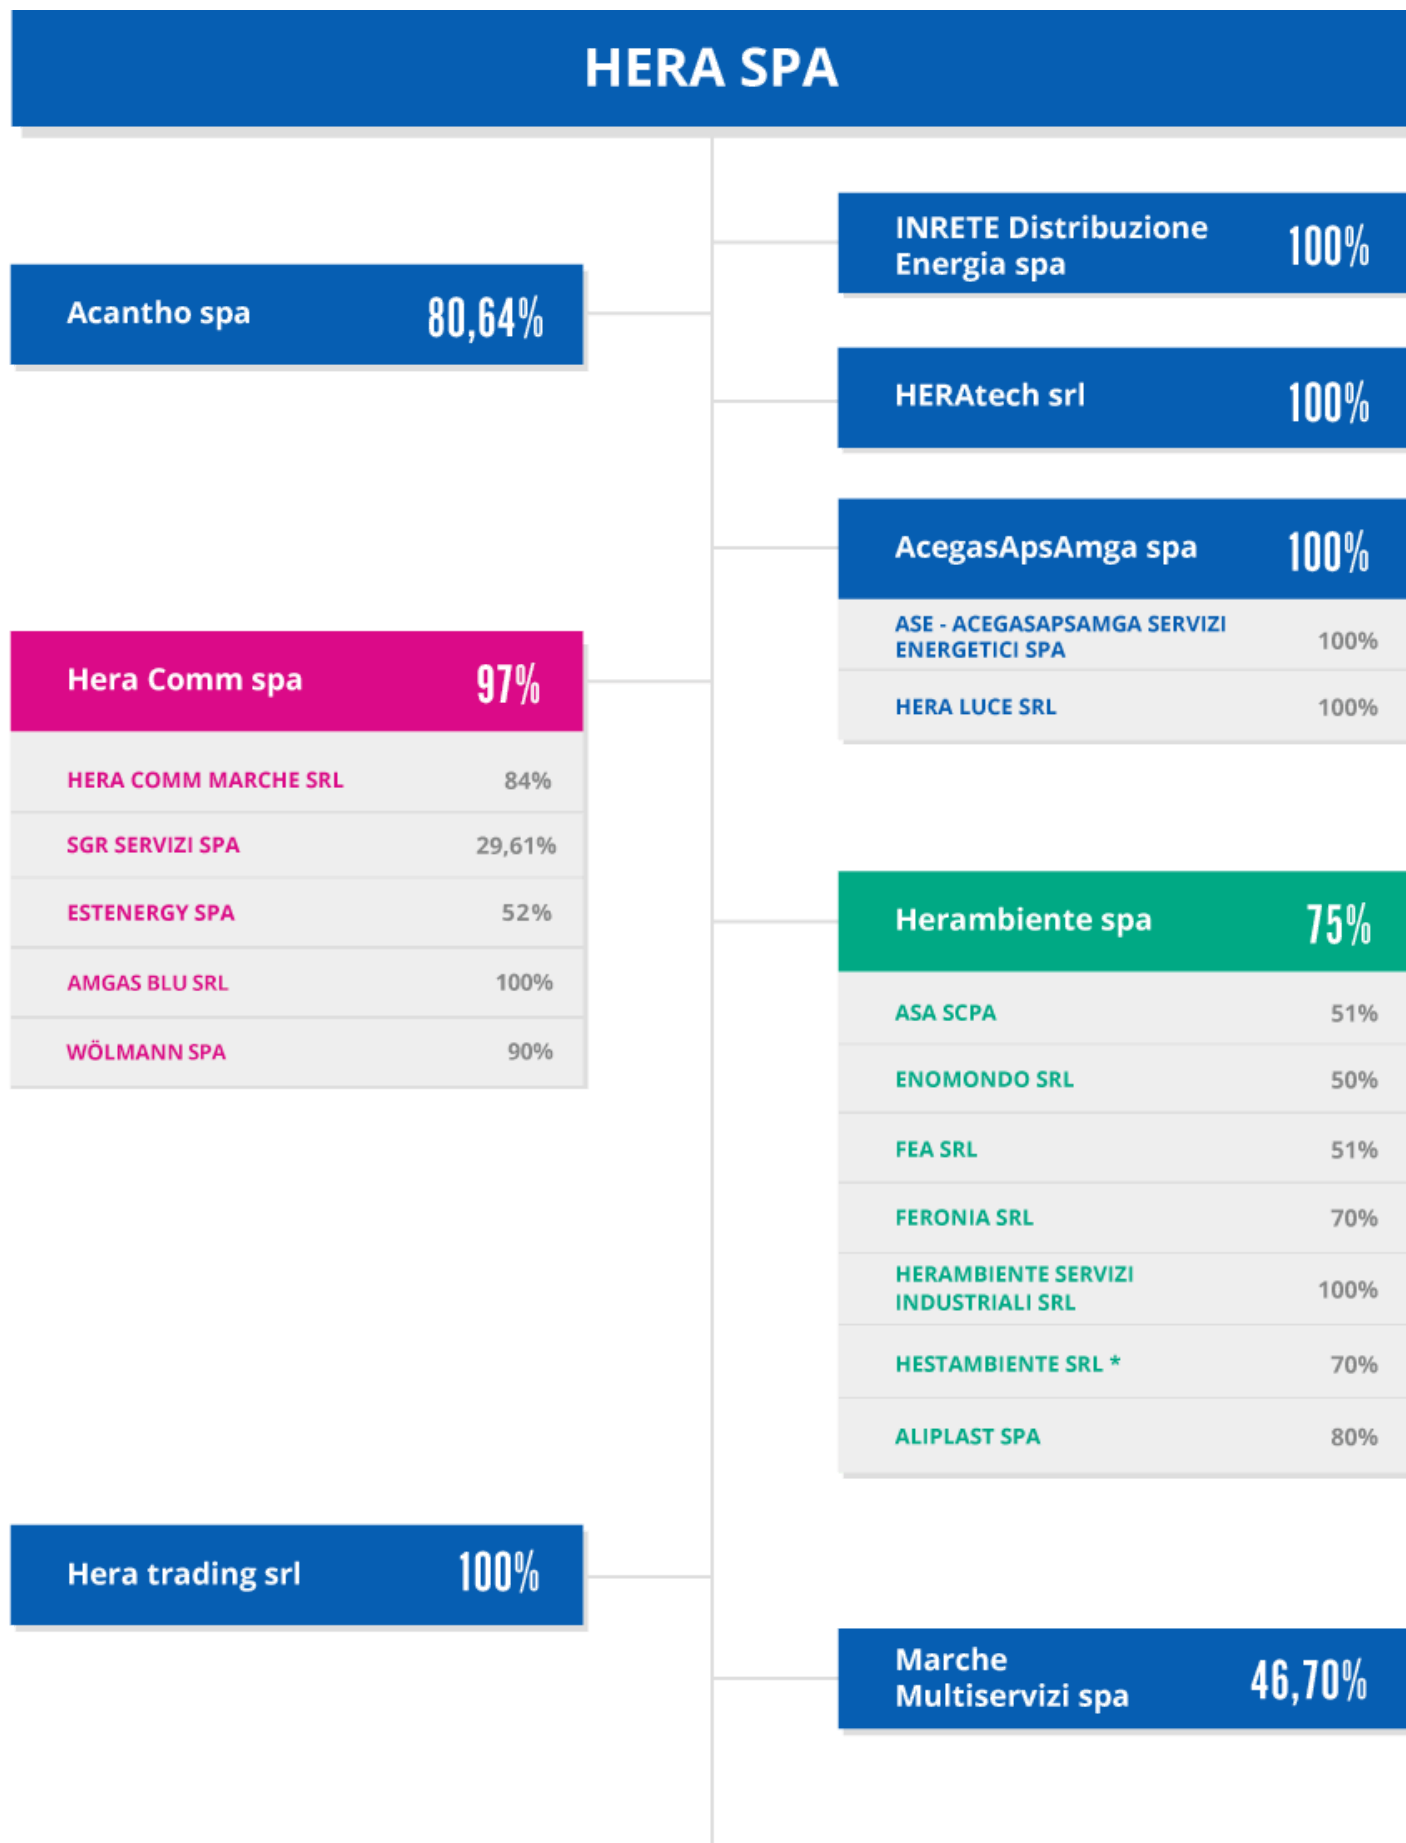 HERA SPA
INRETE Distribuzione
Energia spa
100%
Acantho spa
80,64%
HERAtech srl
100%
AcegasApsAmga spa
100%
ASE - ACEGASAPSAMGA SERVIZI
ENERGETICI SPA
100%
HERA LUCE SRL
100%
Hera Comm spa
97%
HERA COMM MARCHE SRL
84%
SGR SERVIZI SPA
29,61%
ESTENERGY SPA
52%
AMGAS BLU SRL
100%
WÖLMANN SPA
90%
Herambiente spa
75%
ASA SCPA
51%
ENOMONDO SRL
50%
FEA SRL
51%
FERONIA SRL
70%
HERAMBIENTE SERVIZI
INDUSTRIALI SRL
100%
HESTAMBIENTE SRL *
70%
ALIPLAST SPA
80%
Hera trading srl
100%
Marche
Multiservizi spa
46,70%